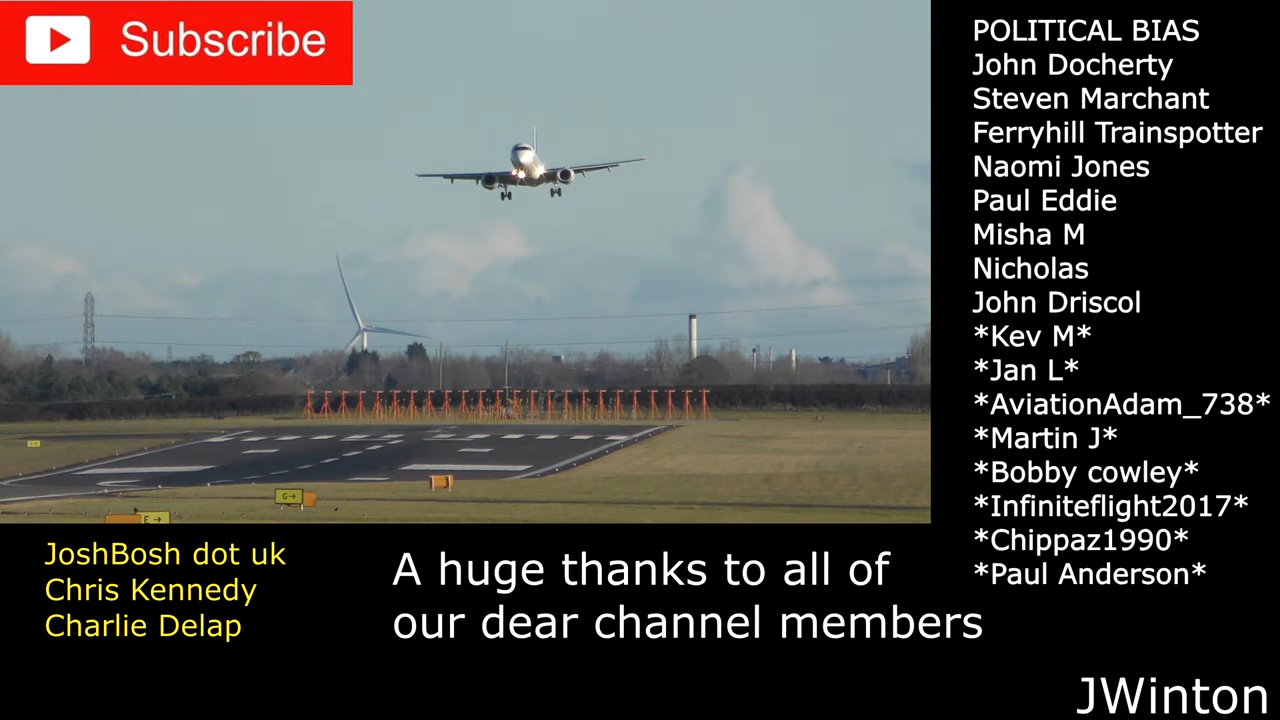 Subscribe
POLITICAL BIAS
John Docherty
Steven Marchant
Ferryhill Trainspotter
Naomi Jones
Paul Eddie
Misha M
Nicholas
John Driscol
*Kev M*
*Jan L*
*AviationAdam_738*
*Martin J*
*Bobby cowley*
*Infiniteflight2017*
*Chippaz1990*
*Paul Anderson*
G→
E→
JoshBosh dot uk
Chris Kennedy
Charlie Delap
A huge thanks to all of
our dear channel members
JWinton